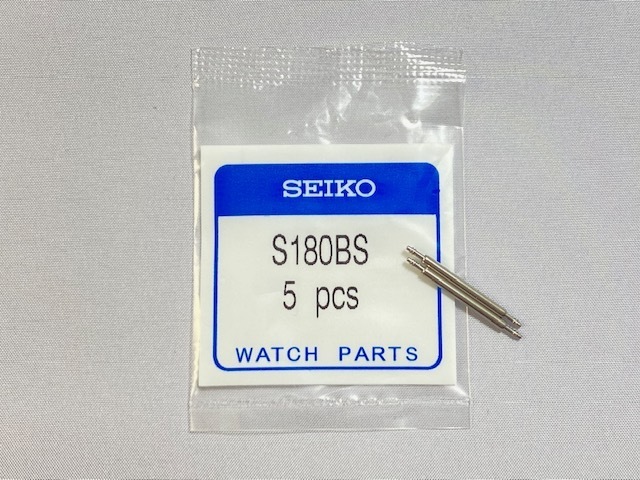 SEIKO
S180BS
5 pcs
WATCH PARTS